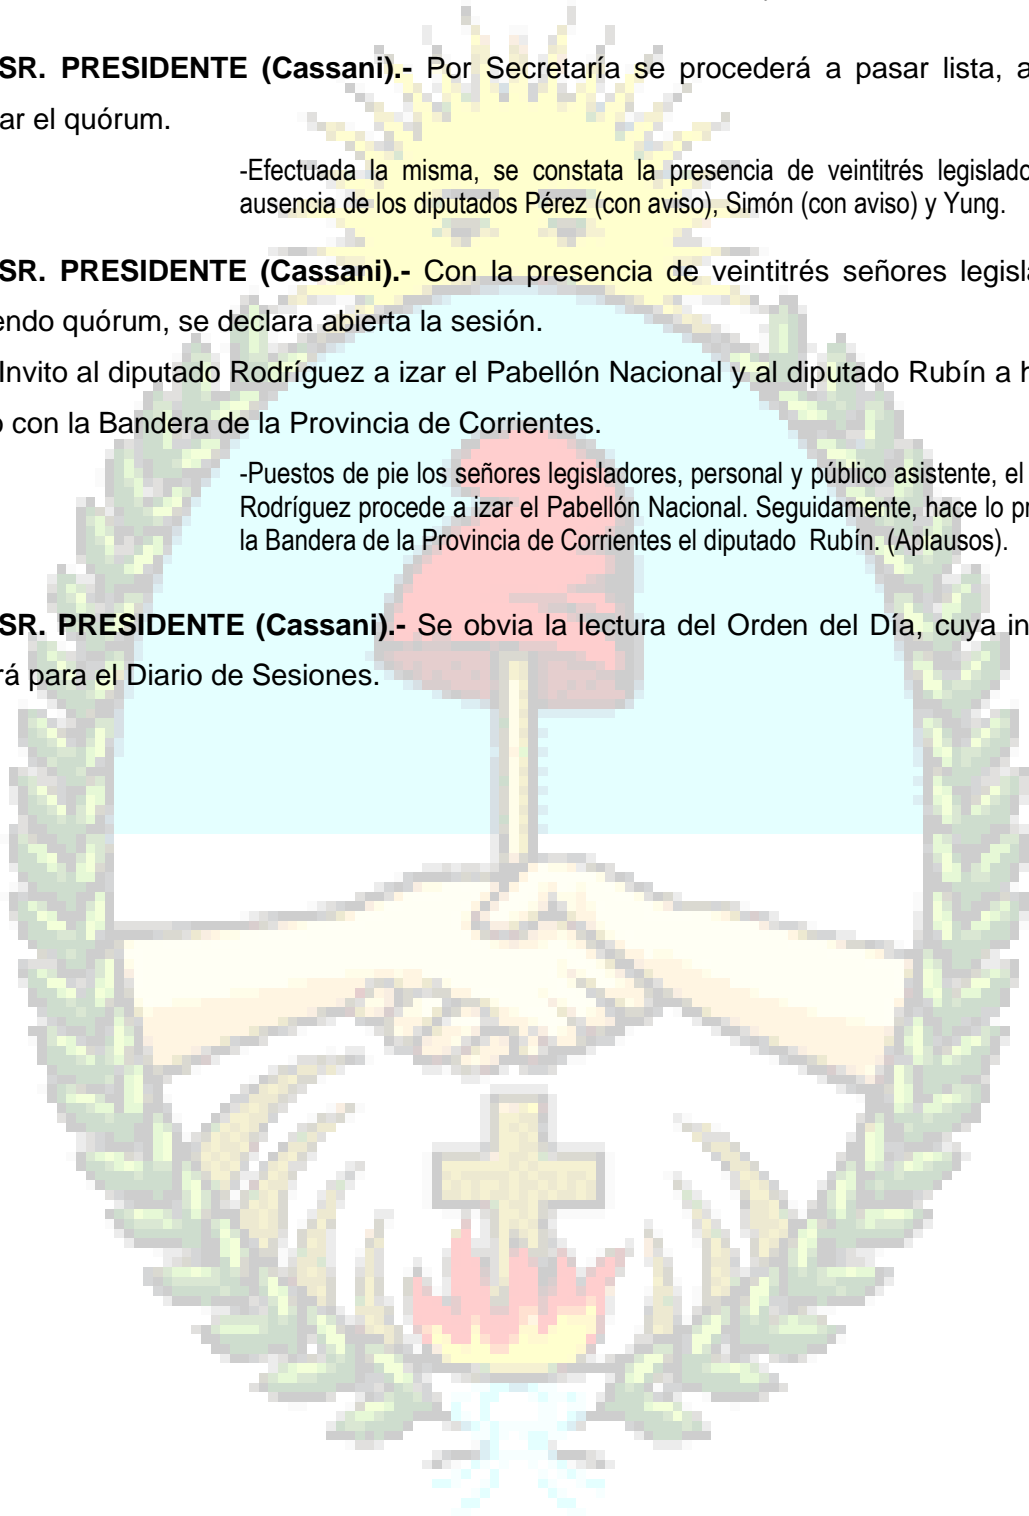 SR. PRESIDENTE (Cassani).- Por Secretaría se procederá a pasar lista, a
ar el quórum.
-Efectuada la misma, se constata la presencia de veintitrés legislado
ausencia de los diputados Pérez (con aviso), Simón (con aviso) y Yung.
SR. PRESIDENTE (Cassani).- Con la presencia de veintitrés señores legisla
endo quórum, se declara abierta la sesión.
Invito al diputado Rodríguez a izar el Pabellón Nacional y al diputado Rubín a h
o con la Bandera de la Provincia de Corrientes.
-Puestos de pie los señores legisladores, personal y público asistente, el
Rodríguez procede a izar el Pabellón Nacional. Seguidamente, hace lo pr
la Bandera de la Provincia de Corrientes el diputado Rubín. (Aplausos).
SR. PRESIDENTE (Cassani).- Se obvia la lectura del Orden del Día, cuya in
rá para el Diario de Sesiones.